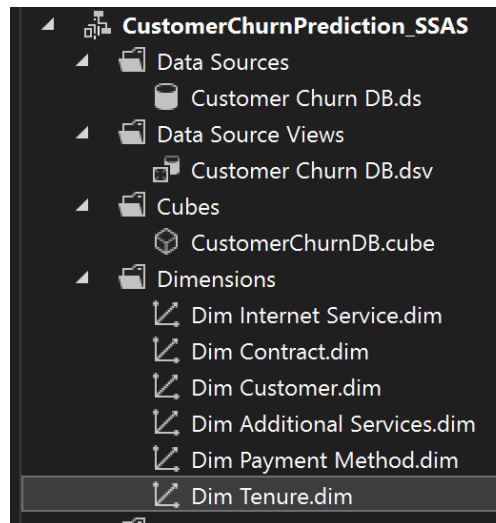 CustomerChurnPrediction_SSAS
Data Sources
Customer Churn DB.ds
Data Source Views
Customer Churn DB.dsv
Cubes
CustomerChurnDB.cube
Dimensions
Dim Internet Service.dim
Dim Contract.dim
Dim Customer.dim
Dim Additional Services.dim
Dim Payment Method.dim
Dim Tenure.dim